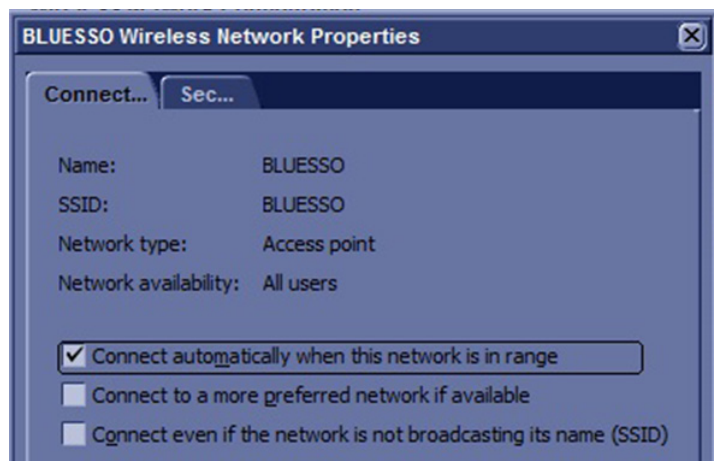 BLUESSO Wireless Network Properties
Connect... Sec...
Name: BLUESSO
SSID: BLUESSO
Network type: Access point
Network availability: All users
Connect automatically when this network is in range
Connect to a more preferred network if available
Connect even if the network is not broadcasting its name (SSID)